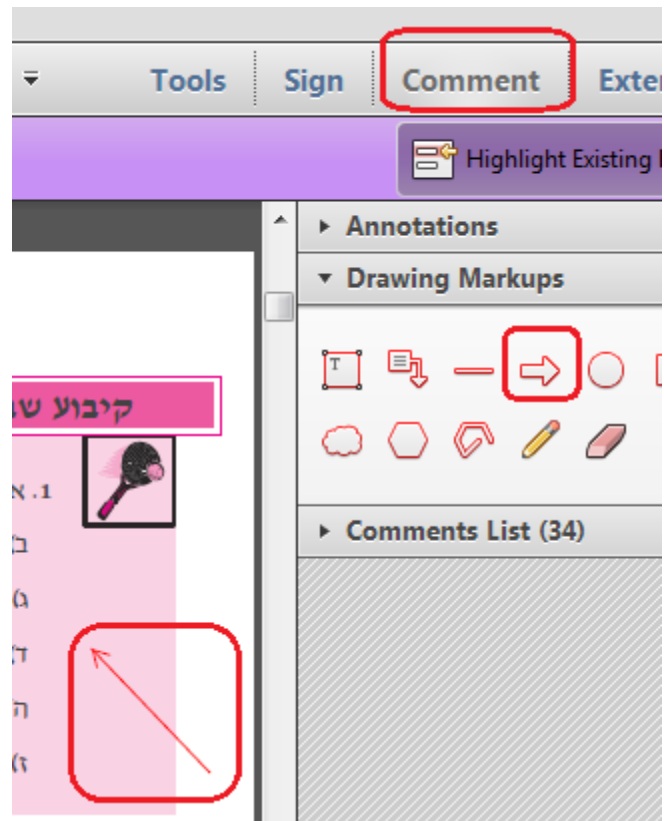 Tools Sign Comment
Highlight Existing
Annotations
Drawing Markups
T
Comments List (34)
קיבוע
1. א
ב)
ג)
ד)
ה)
ז)